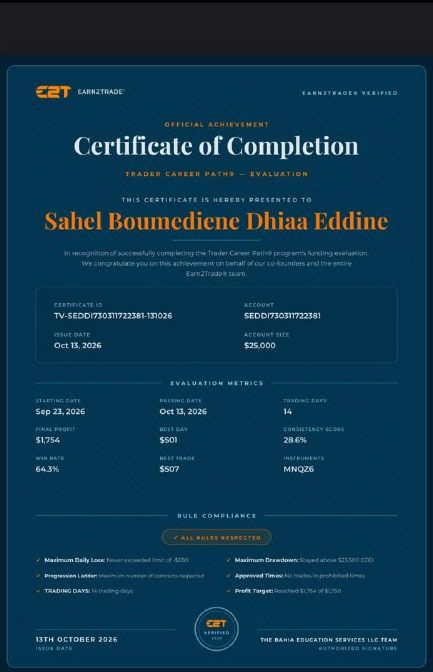 E2T EARN2TRADE®
EARN2TRADER VERIFIED
OFFICIAL ACHIEVEMENT
Certificate of Completion
TRADER CAREER PATH® — EVALUATION
THIS CERTIFICATE IS HEREBY PRESENTED TO
Sahel Boumediene Dhiaa Eddine
In recognition of successfully completing the Trader Career Path® program's funding evaluation.
We congratulate you on this achievement on behalf of our co-founders and the entire
Earn2Trade® team.
CERTIFICATE ID
TV-SEDDI730311722381-131026
ACCOUNT
SEDDI730311722381
ISSUE DATE
Oct 13, 2026
ACCOUNT SIZE
$25,000
EVALUATION METRICS
STARTING DATE
Sep 23, 2026
PASSING DATE
Oct 13, 2026
TRADING DAYS
14
FINAL PROFIT
$1,754
BEST DAY
$501
CONSISTENCY SCORE
28.6%
WIN RATE
64.3%
BEST TRADE
$507
INSTRUMENTS
MNQZ6
RULE COMPLIANCE
✓ ALL RULES RESPECTED
✓ Maximum Daily Loss: Never exceeded limit of -$550
✓ Maximum Drawdown: Stayed above $23,500 EOD
✓ Progression Ladder: Maximum number of contracts respected
✓ Approved Times: No trades in prohibited times
✓ TRADING DAYS: 14 trading days
✓ Profit Target: Reached $1,754 of $1,750
E2T
VERIFIED
2026
13TH OCTOBER 2026
ISSUE DATE
THE BAHIA EDUCATION SERVICES LLC TEAM
AUTHORIZED SIGNATURE